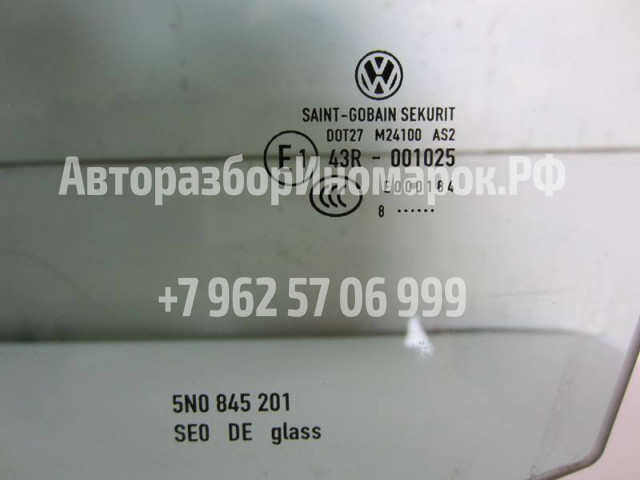 SAINT-GOBAIN SEKURIT
DOT27 M24100 AS2
E1 43R - 001025
АвторазборИномарок.РФ
E000184
CCC
8 ......
+7 962 57 06 999
5N0 845 201
SEO DE glass